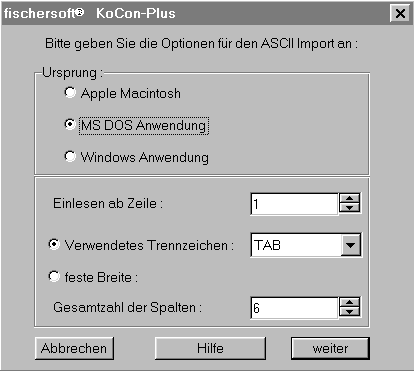 fischersoft® KoCon-Plus
Bitte geben Sie die Optionen für den ASCII Import an :
Ursprung :
Apple Macintosh
MS DOS Anwendung
Windows Anwendung
Einlesen ab Zeile : 1
Verwendetes Trennzeichen : TAB
feste Breite :
Gesamtzahl der Spalten : 6
Abbrechen Hilfe weiter